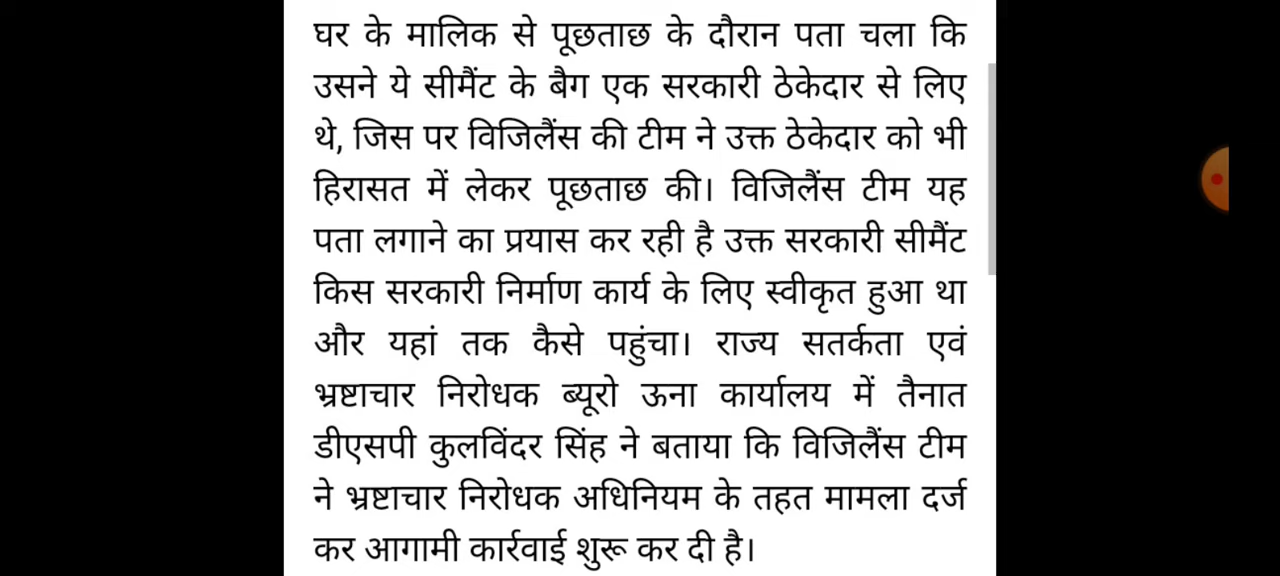 घर के मालिक से पूछताछ के दौरान पता चला कि
उसने ये सीमैंट के बैग एक सरकारी ठेकेदार से लिए
थे, जिस पर विजिलैंस की टीम ने उक्त ठेकेदार को भी
हिरासत में लेकर पूछताछ की। विजिलैंस टीम यह
पता लगाने का प्रयास कर रही है उक्त सरकारी सीमैंट
किस सरकारी निर्माण कार्य के लिए स्वीकृत हुआ था
और यहां तक कैसे पहुंचा। राज्य सतर्कता एवं
भ्रष्टाचार निरोधक ब्यूरो ऊना कार्यालय में तैनात
डीएसपी कुलविंदर सिंह ने बताया कि विजिलैंस टीम
ने भ्रष्टाचार निरोधक अधिनियम के तहत मामला दर्ज
कर आगामी कार्रवाई शुरू कर दी है।